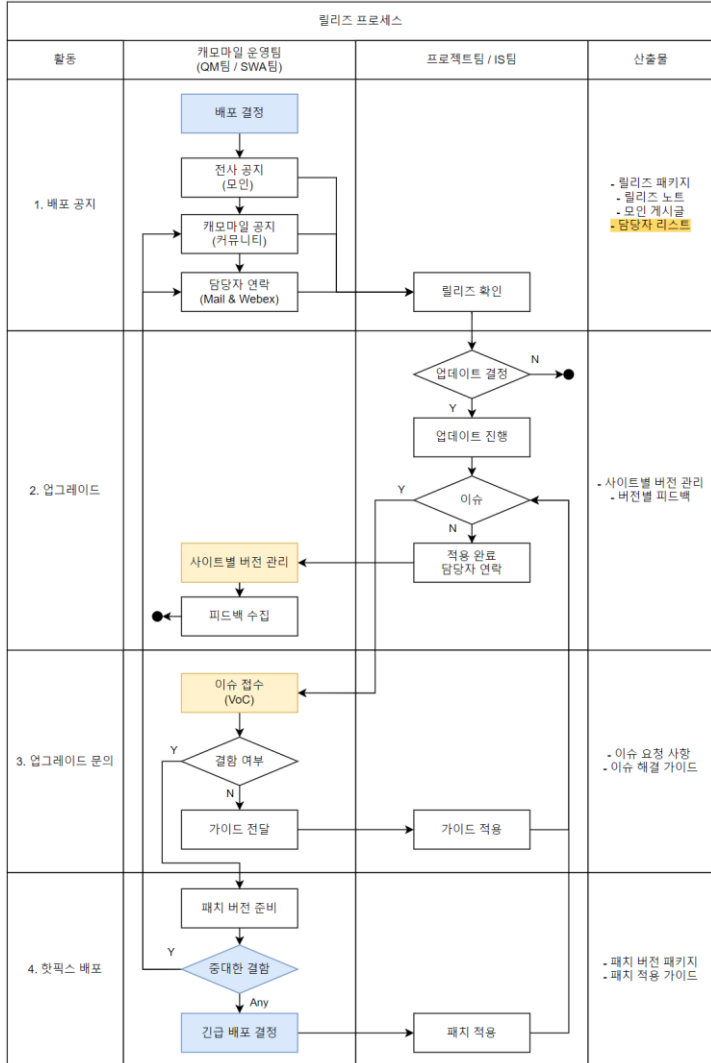 릴리즈 프로세스
활동
캐모마일 운영팀
(QM팀 / SWA팀)
프로젝트팀 / IS팀
산출물
1. 배포 공지
배포 결정
전사 공지
(모인)
캐모마일 공지
(커뮤니티)
담당자 연락
(Mail & Webex)
릴리즈 확인
- 릴리즈 패키지
- 릴리즈 노트
- 모인 게시글
- 담당자 리스트
2. 업그레이드
업데이트 결정
N
Y
업데이트 진행
이슈
Y
N
적용 완료
담당자 연락
사이트별 버전 관리
피드백 수집
- 사이트별 버전 관리
- 버전별 피드백
3. 업그레이드 문의
이슈 접수
(VoC)
결함 여부
Y
N
가이드 전달
가이드 적용
- 이슈 요청 사항
- 이슈 해결 가이드
4. 핫픽스 배포
패치 버전 준비
중대한 결함
Y
Any
긴급 배포 결정
패치 적용
- 패치 버전 패키지
- 패치 적용 가이드